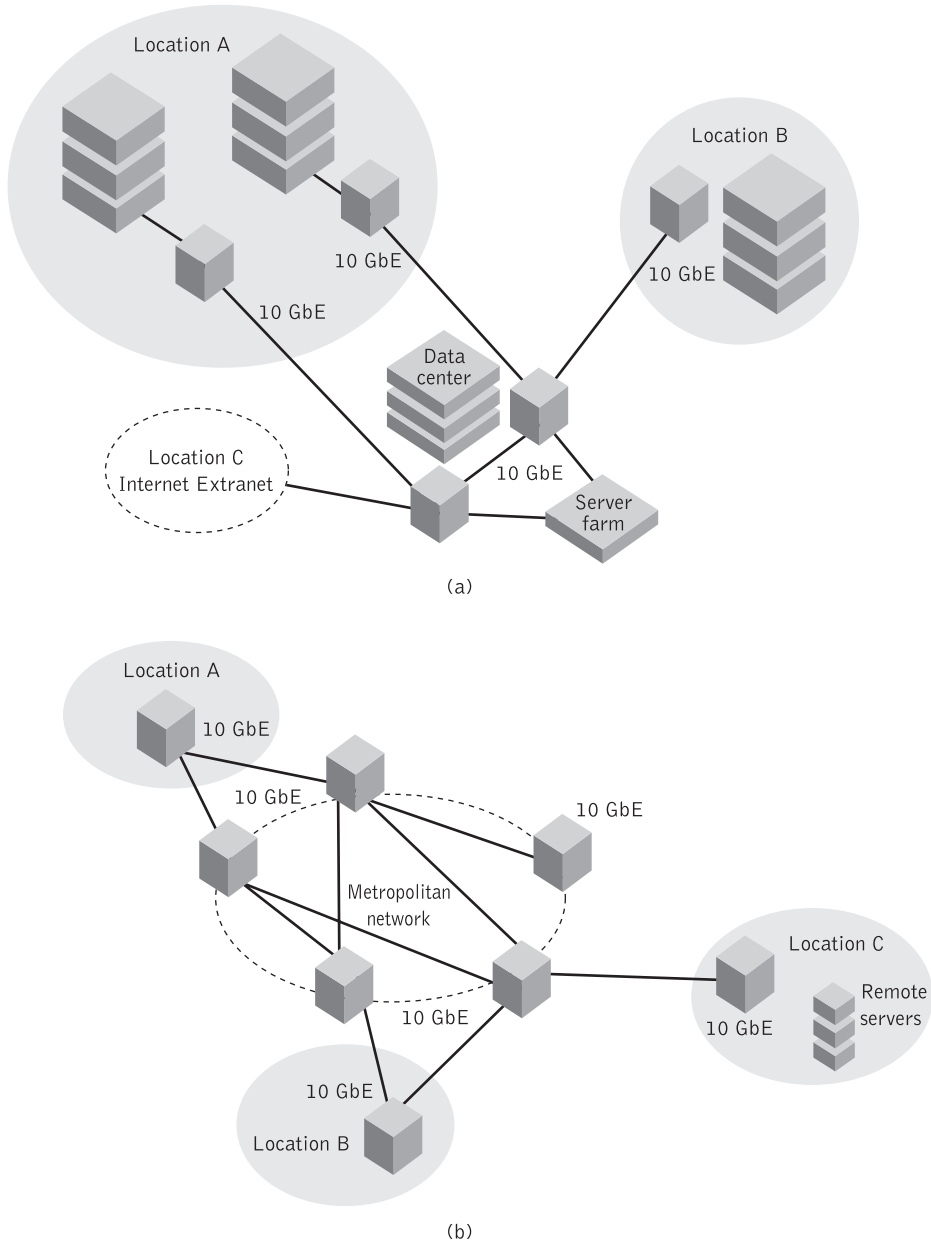 Location A
Location B
10 GbE
10 GbE
10 GbE
Data
center
Location C
Internet Extranet
10 GbE
Server
farm
(a)
Location A
10 GbE
10 GbE
10 GbE
Metropolitan
network
Location C
Remote
servers
10 GbE
10 GbE
10 GbE
Location B
(b)